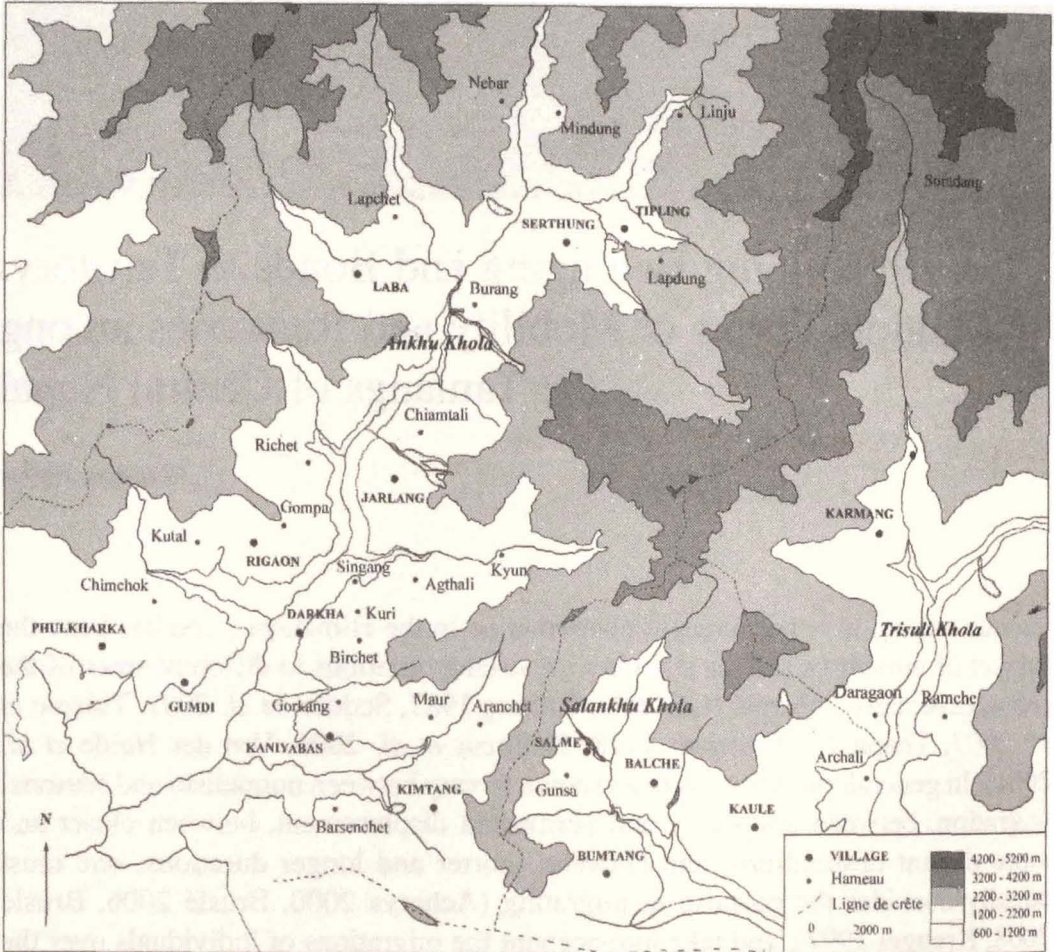 Nebar
Mindung
Linju
Somdang
Lapchet
SERTHUNG
TIPLING
Lapdung
LABA
Burang
Ankhu Khola
Chiamtali
Richet
JARLANG
Gompa
KARMANG
Kutal
RIGAON
Singang
Agthali
Kyun
Chimchok
DARKHA
Kuri
PHULKHARKA
Birchet
Trisuli Khola
GUMDI
Gorkang
Maur
Aranchet
Salankhu Khola
Daragaon
Ramche
KANIYABAS
SALME
BALCHE
Archali
Gunsa
KIMTANG
KAULE
Barsenchet
BUMTANG
N
VILLAGE
Hameau
Ligne de crête
0 2000 m
4200 - 5200 m
3200 - 4200 m
2200 - 3200 m
1200 - 2200 m
600 - 1200 m